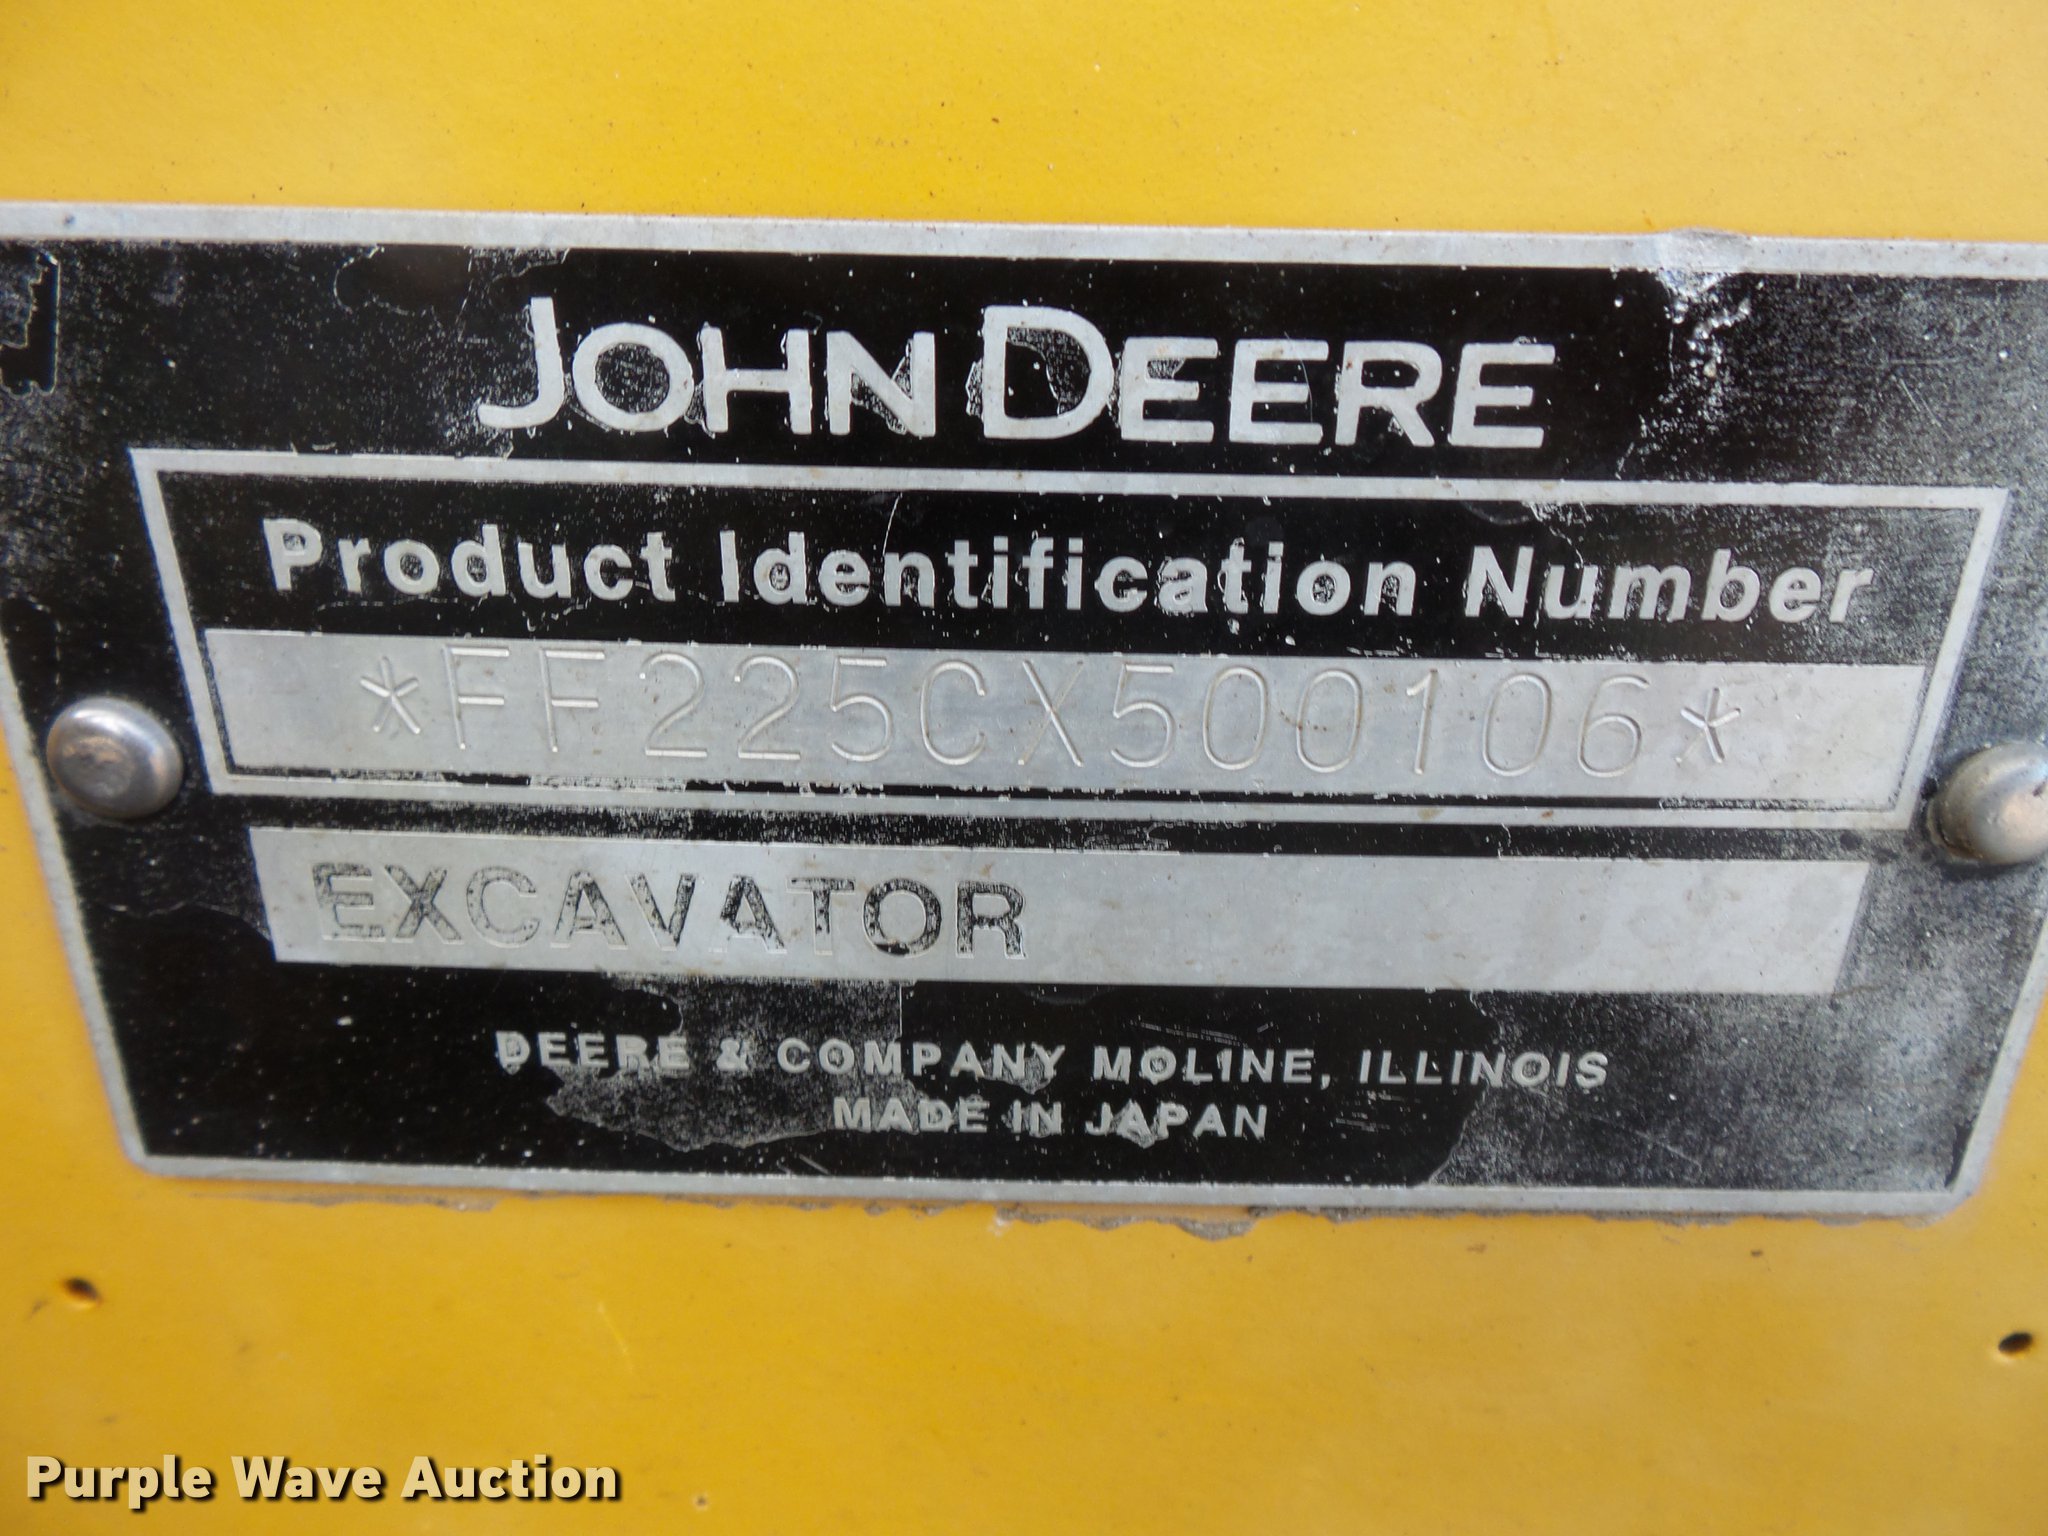 JOHN DEERE
Product Identification Number
*FF225CX500106*
EXCAVATOR
DEERE & COMPANY MOLINE, ILLINOIS
MADE IN JAPAN
Purple Wave Auction